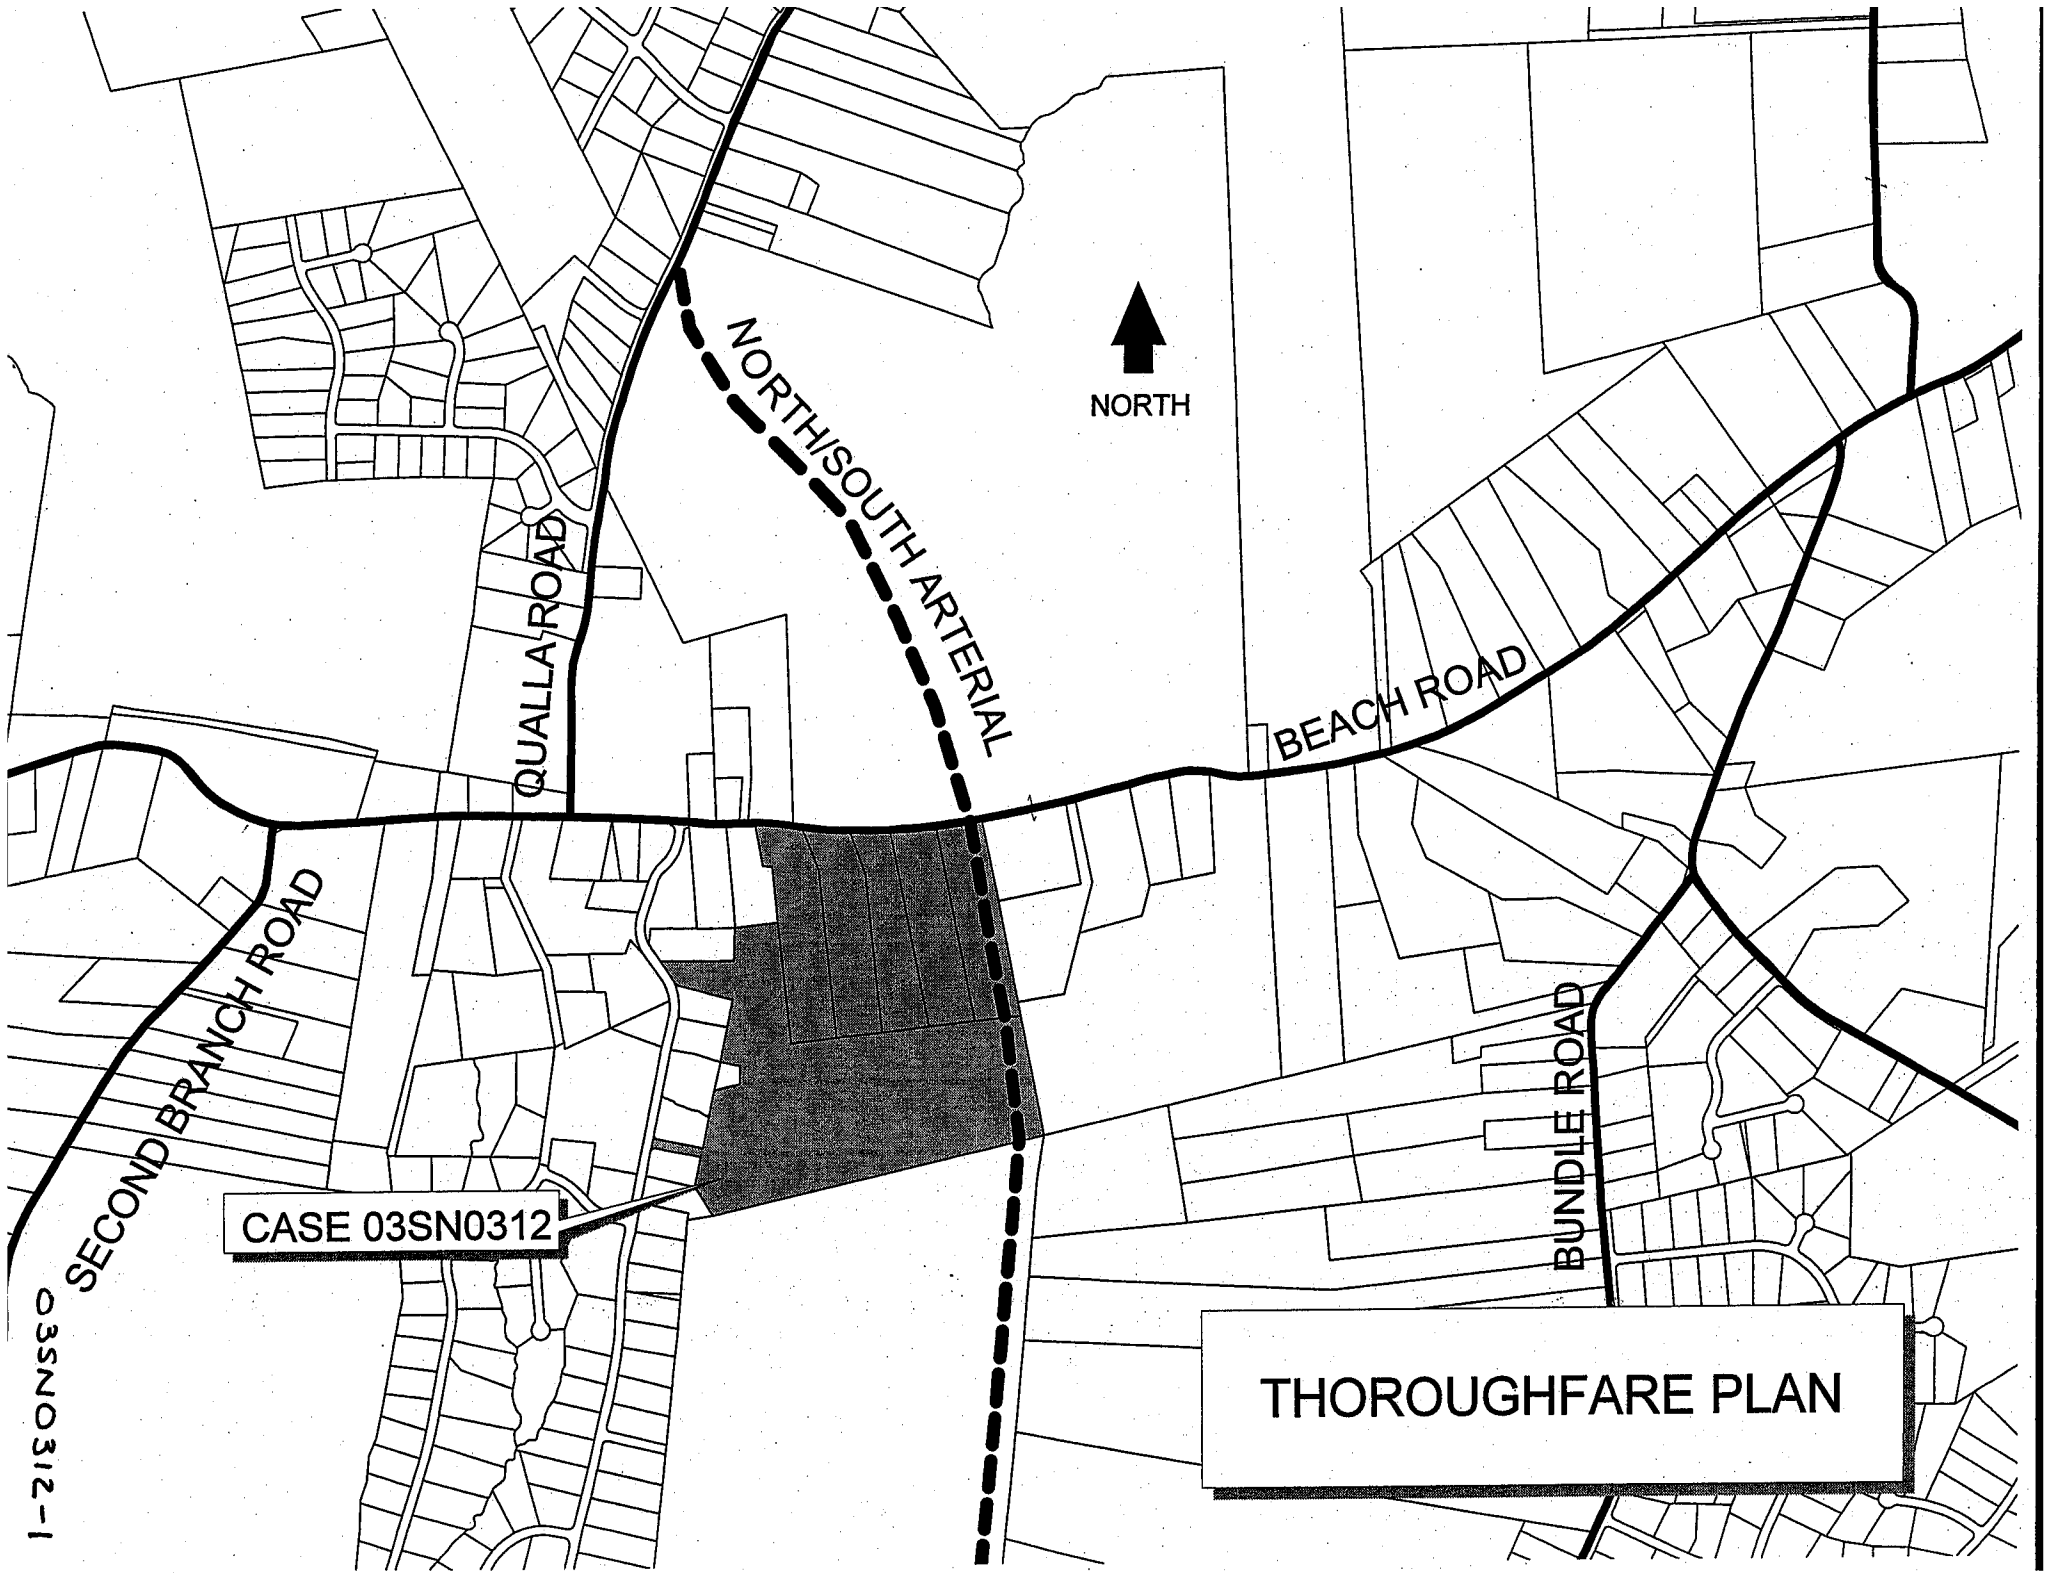 NORTH/SOUTH ARTERIAL
NORTH
QUALLA ROAD
BEACH ROAD
SECOND BRANCH ROAD
BUNDLE ROAD
CASE 03SN0312
THOROUGHFARE PLAN
03SN0312-1